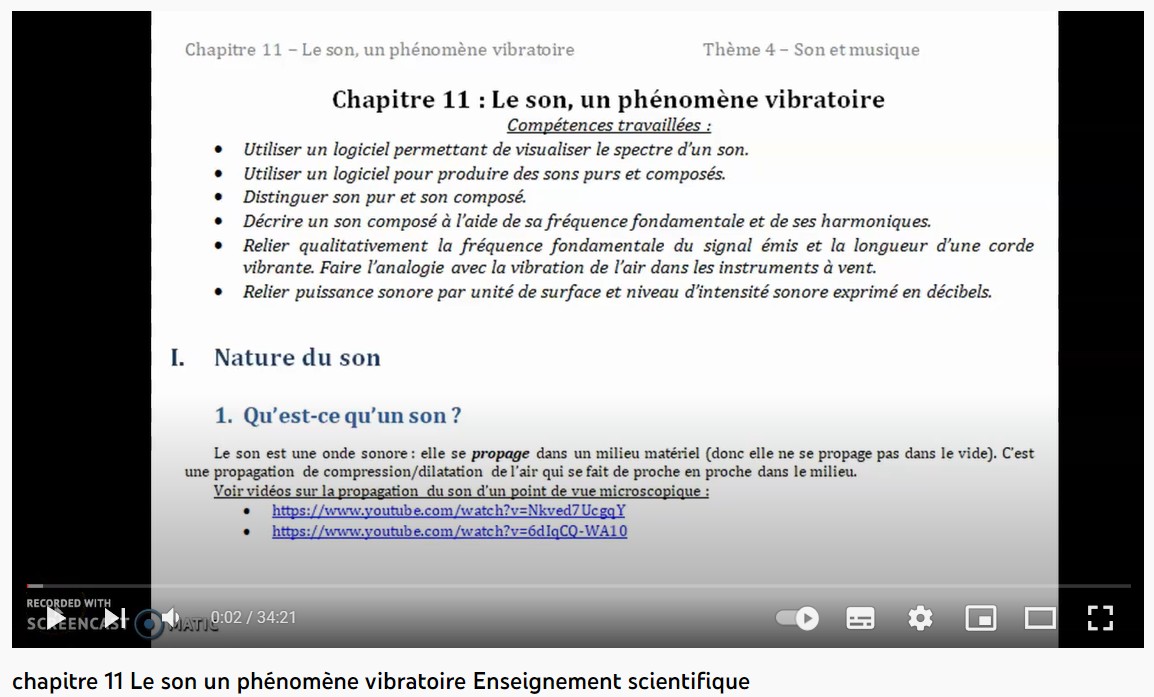 Chapitre 11 – Le son, un phénomène vibratoire Thème 4 – Son et musique
Chapitre 11 : Le son, un phénomène vibratoire
Compétences travaillées :
• Utiliser un logiciel permettant de visualiser le spectre d'un son.
• Utiliser un logiciel pour produire des sons purs et composés.
• Distinguer son pur et son composé.
• Décrire un son composé à l'aide de sa fréquence fondamentale et de ses harmoniques.
• Relier qualitativement la fréquence fondamentale du signal émis et la longueur d'une corde
vibrante. Faire l'analogie avec la vibration de l'air dans les instruments à vent.
• Relier puissance sonore par unité de surface et niveau d'intensité sonore exprimé en décibels.
I. Nature du son
1. Qu'est-ce qu'un son ?
Le son est une onde sonore : elle se propage dans un milieu matériel (donc elle ne se propage pas dans le vide). C'est
une propagation de compression/dilatation de l'air qui se fait de proche en proche dans le milieu.
Voir vidéos sur la propagation du son d'un point de vue microscopique :
• https://www.youtube.com/watch?v=Nkved7UcgqY
• https://www.youtube.com/watch?v=6dIqCQ-WA10
RECORDED WITH
SCREENCAST MATIC
0:02 / 34:21
chapitre 11 Le son un phénomène vibratoire Enseignement scientifique